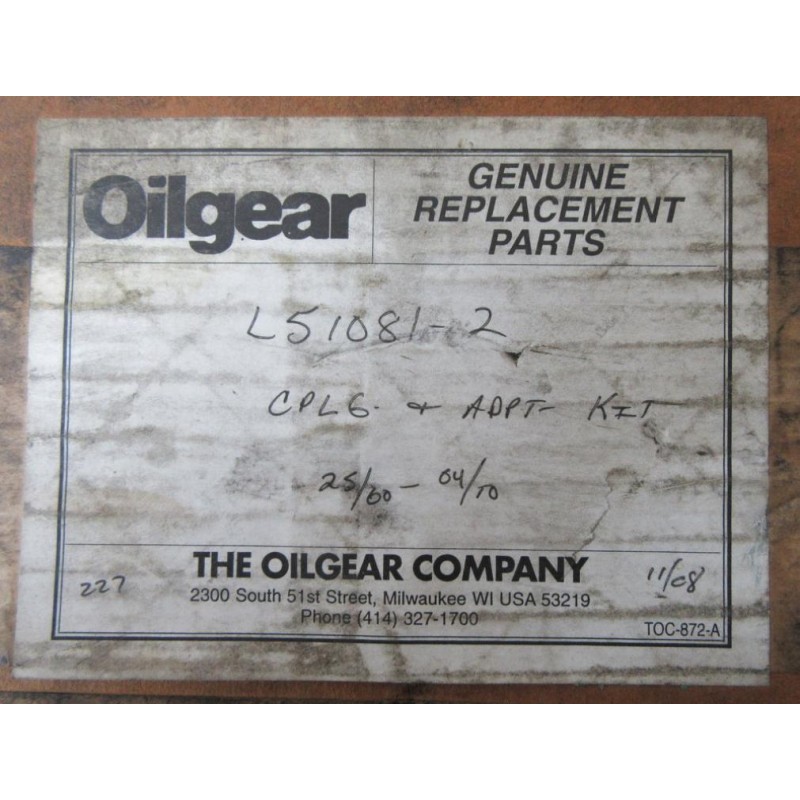 Oilgear
GENUINE
REPLACEMENT
PARTS
L51081-2
CPLG. & ADPT- KIT
25/60 - 04/10
THE OILGEAR COMPANY
227
11/08
2300 South 51st Street, Milwaukee WI USA 53219
Phone (414) 327-1700
TOC-872-A